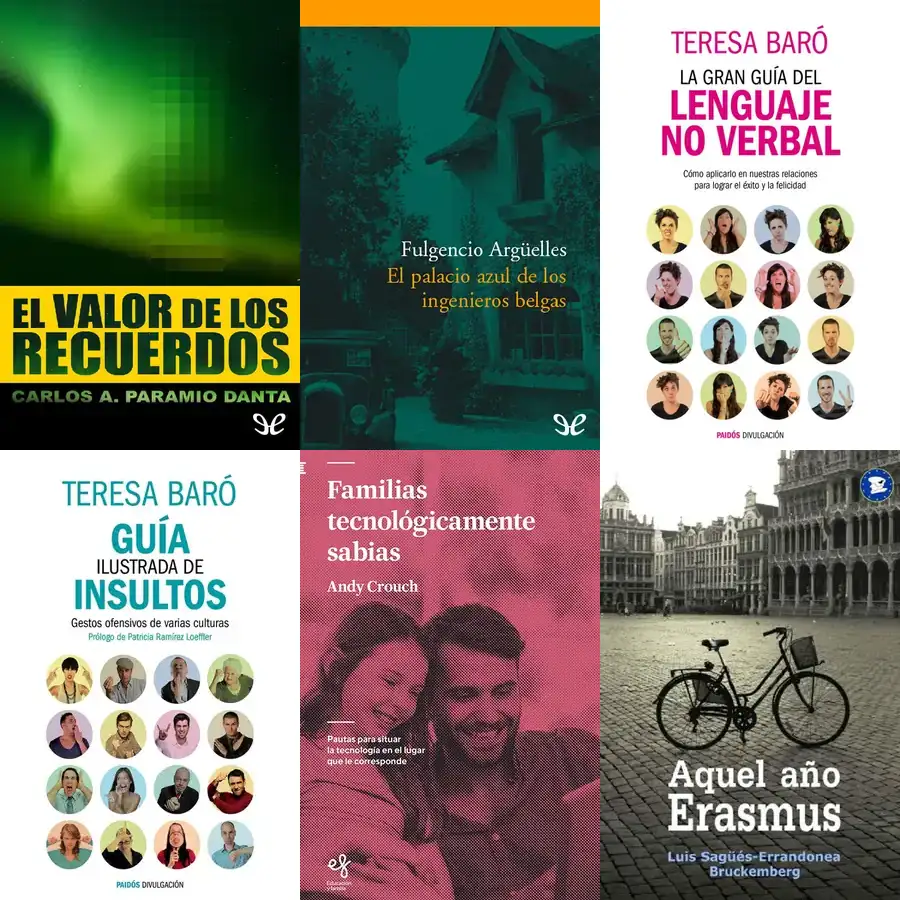 EL VALOR DE LOS
RECUERDOS
CARLOS A. PARAMIO DANTA
Fulgencio Argüelles
El palacio azul de los
ingenieros belgas
TERESA BARÓ
LA GRAN GUÍA DEL
LENGUAJE
NO VERBAL
Cómo aplicarlo en nuestras relaciones
para lograr el éxito y la felicidad
PAIDÓS DIVULGACIÓN
TERESA BARÓ
GUÍA
ILUSTRADA DE
INSULTOS
Gestos ofensivos de varias culturas
Prólogo de Patricia Ramírez Loeffler
PAIDÓS DIVULGACIÓN
Familias
tecnológicamente
sabias
Andy Crouch
Pautas para situar
la tecnología en el lugar
que le corresponde
Educación
y familia
Aquel año
Erasmus
Luis Sagüés-Errandonea
Bruckemberg